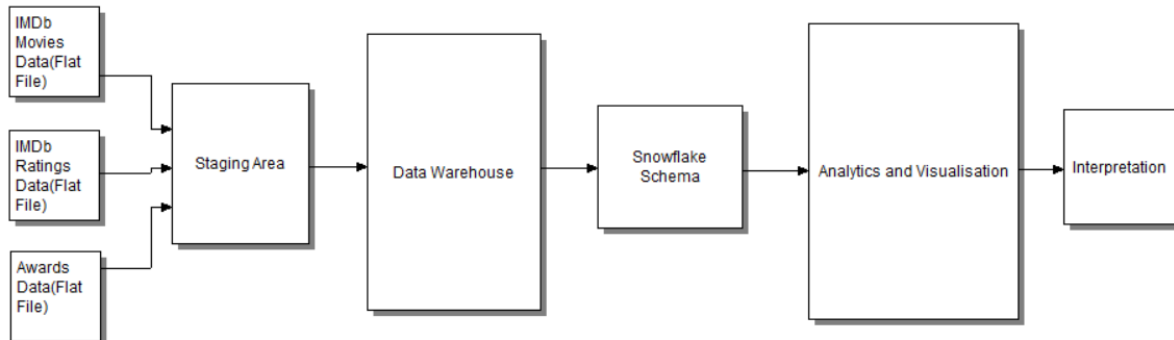 IMDb
Movies
Data(Flat
File)
IMDb
Ratings
Data(Flat
File)
Awards
Data(Flat
File)
Staging Area
Data Warehouse
Snowflake
Schema
Analytics and Visualisation
Interpretation